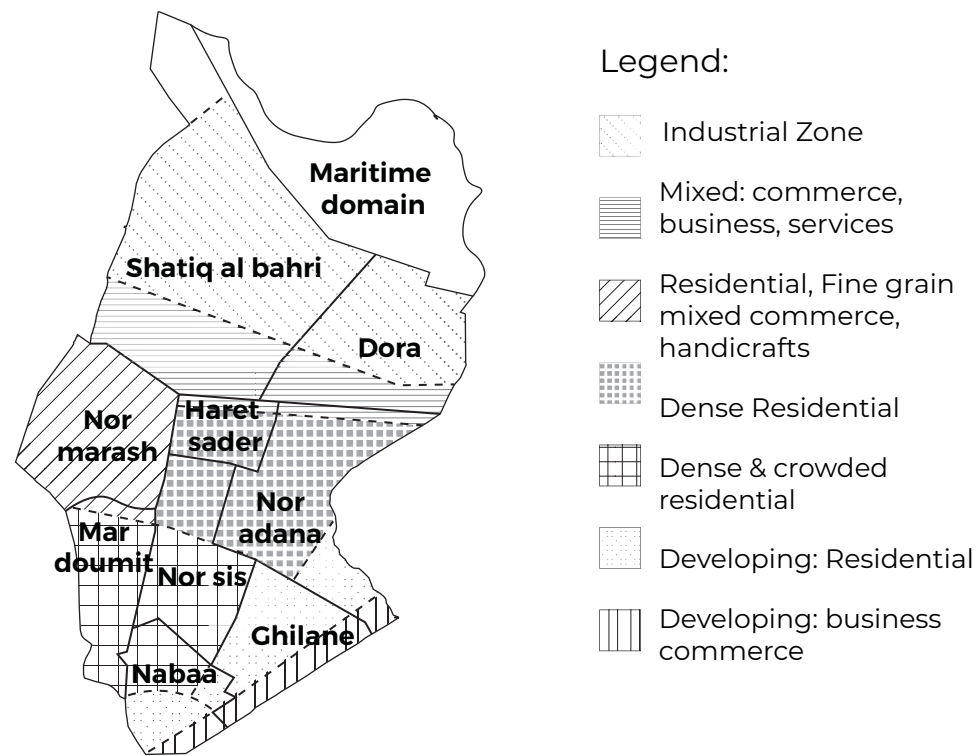 Legend:
Industrial Zone
Mixed: commerce,
business, services
Residential, Fine grain
mixed commerce,
handicrafts
Dense Residential
Dense & crowded
residential
Developing: Residential
Developing: business
commerce
Maritime
domain
Shatiq al bahri
Dora
Haret
sader
Nør
marash
Nor
adana
Mar
doumit
Nor sis
Ghilane
Nabaa